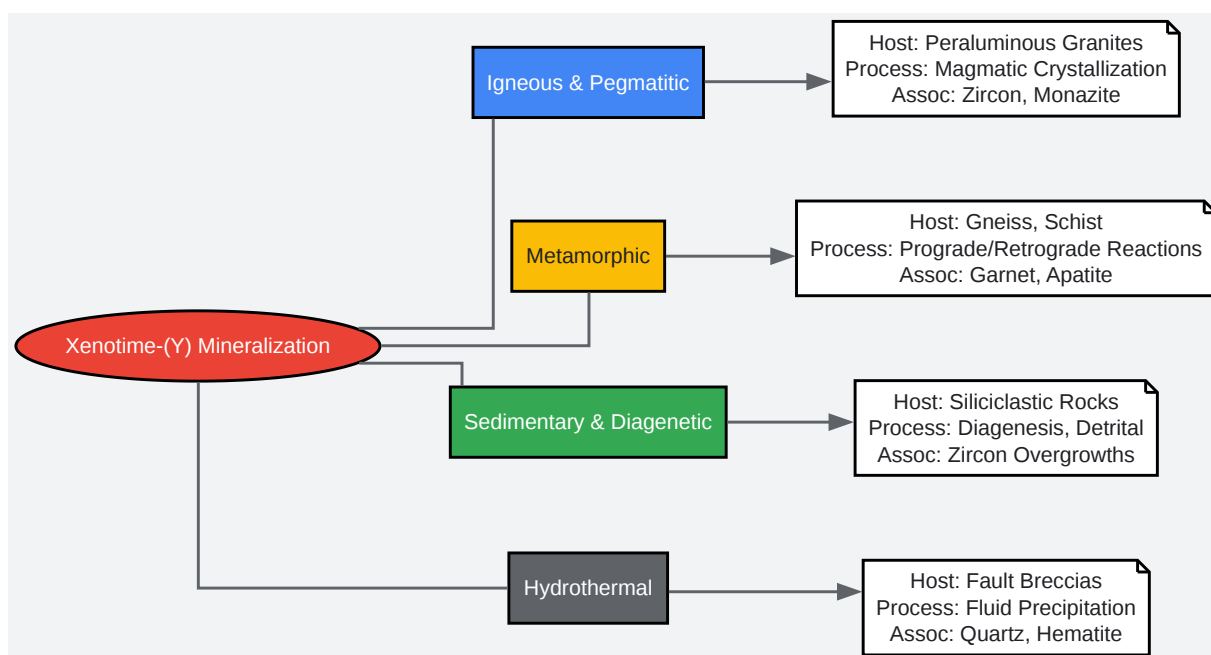 Igneous & Pegmatitic
Host: Peraluminous Granites
Process: Magmatic Crystallization
Assoc: Zircon, Monazite
Metamorphic
Host: Gneiss, Schist
Process: Prograde/Retrograde Reactions
Assoc: Garnet, Apatite
Xenotime-(Y) Mineralization
Sedimentary & Diagenetic
Host: Siliciclastic Rocks
Process: Diagenesis, Detrital
Assoc: Zircon Overgrowths
Hydrothermal
Host: Fault Breccias
Process: Fluid Precipitation
Assoc: Quartz, Hematite